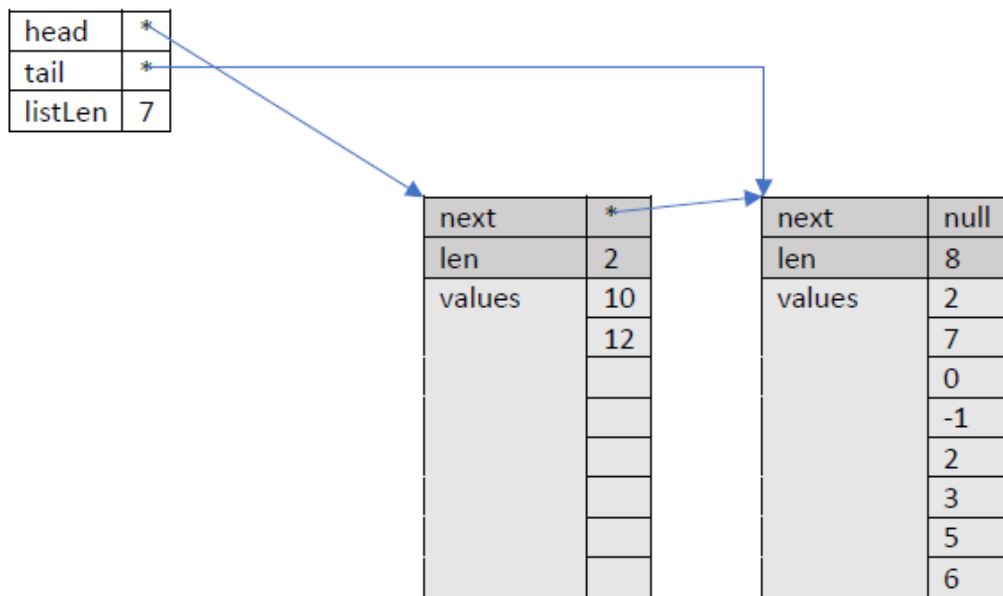 head *
tail *
listLen 7
next * next null
len 2 len 8
values 10 values 2
12 7
0
-1
2
3
5
6